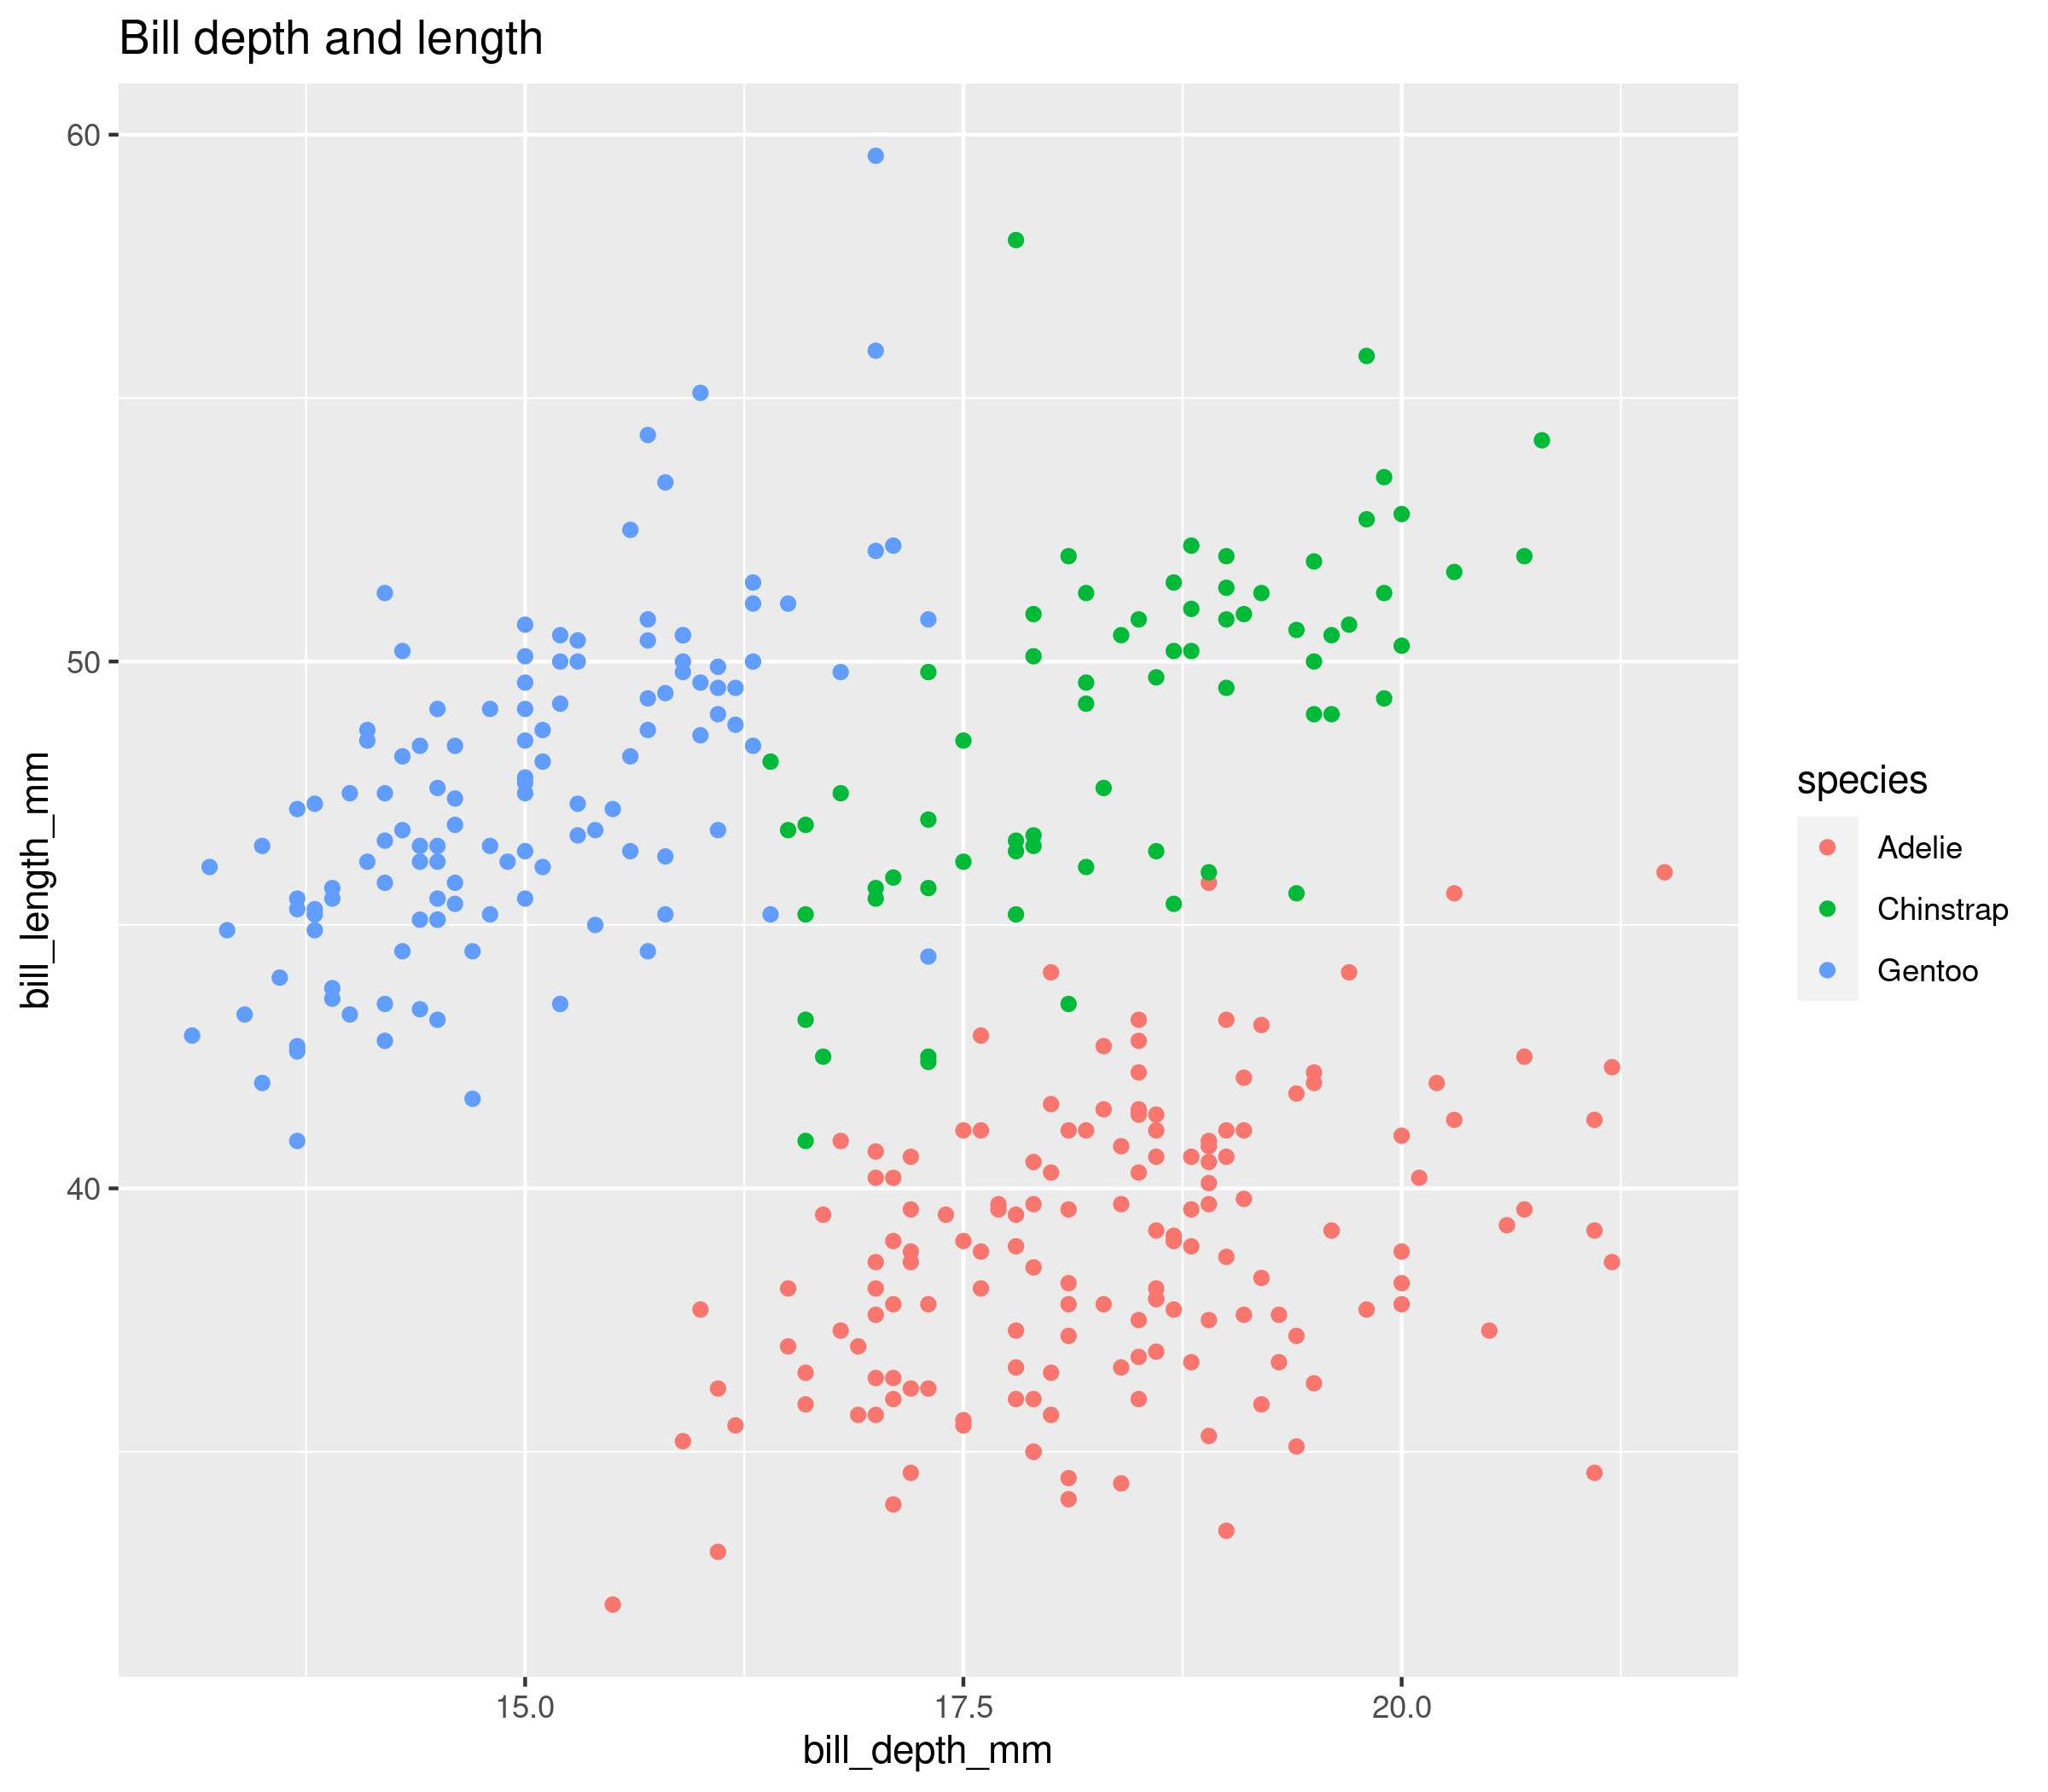 Bill depth and length
60
50
40
bill_length_mm
15.0
17.5
20.0
bill_depth_mm
species
Adelie
Chinstrap
Gentoo